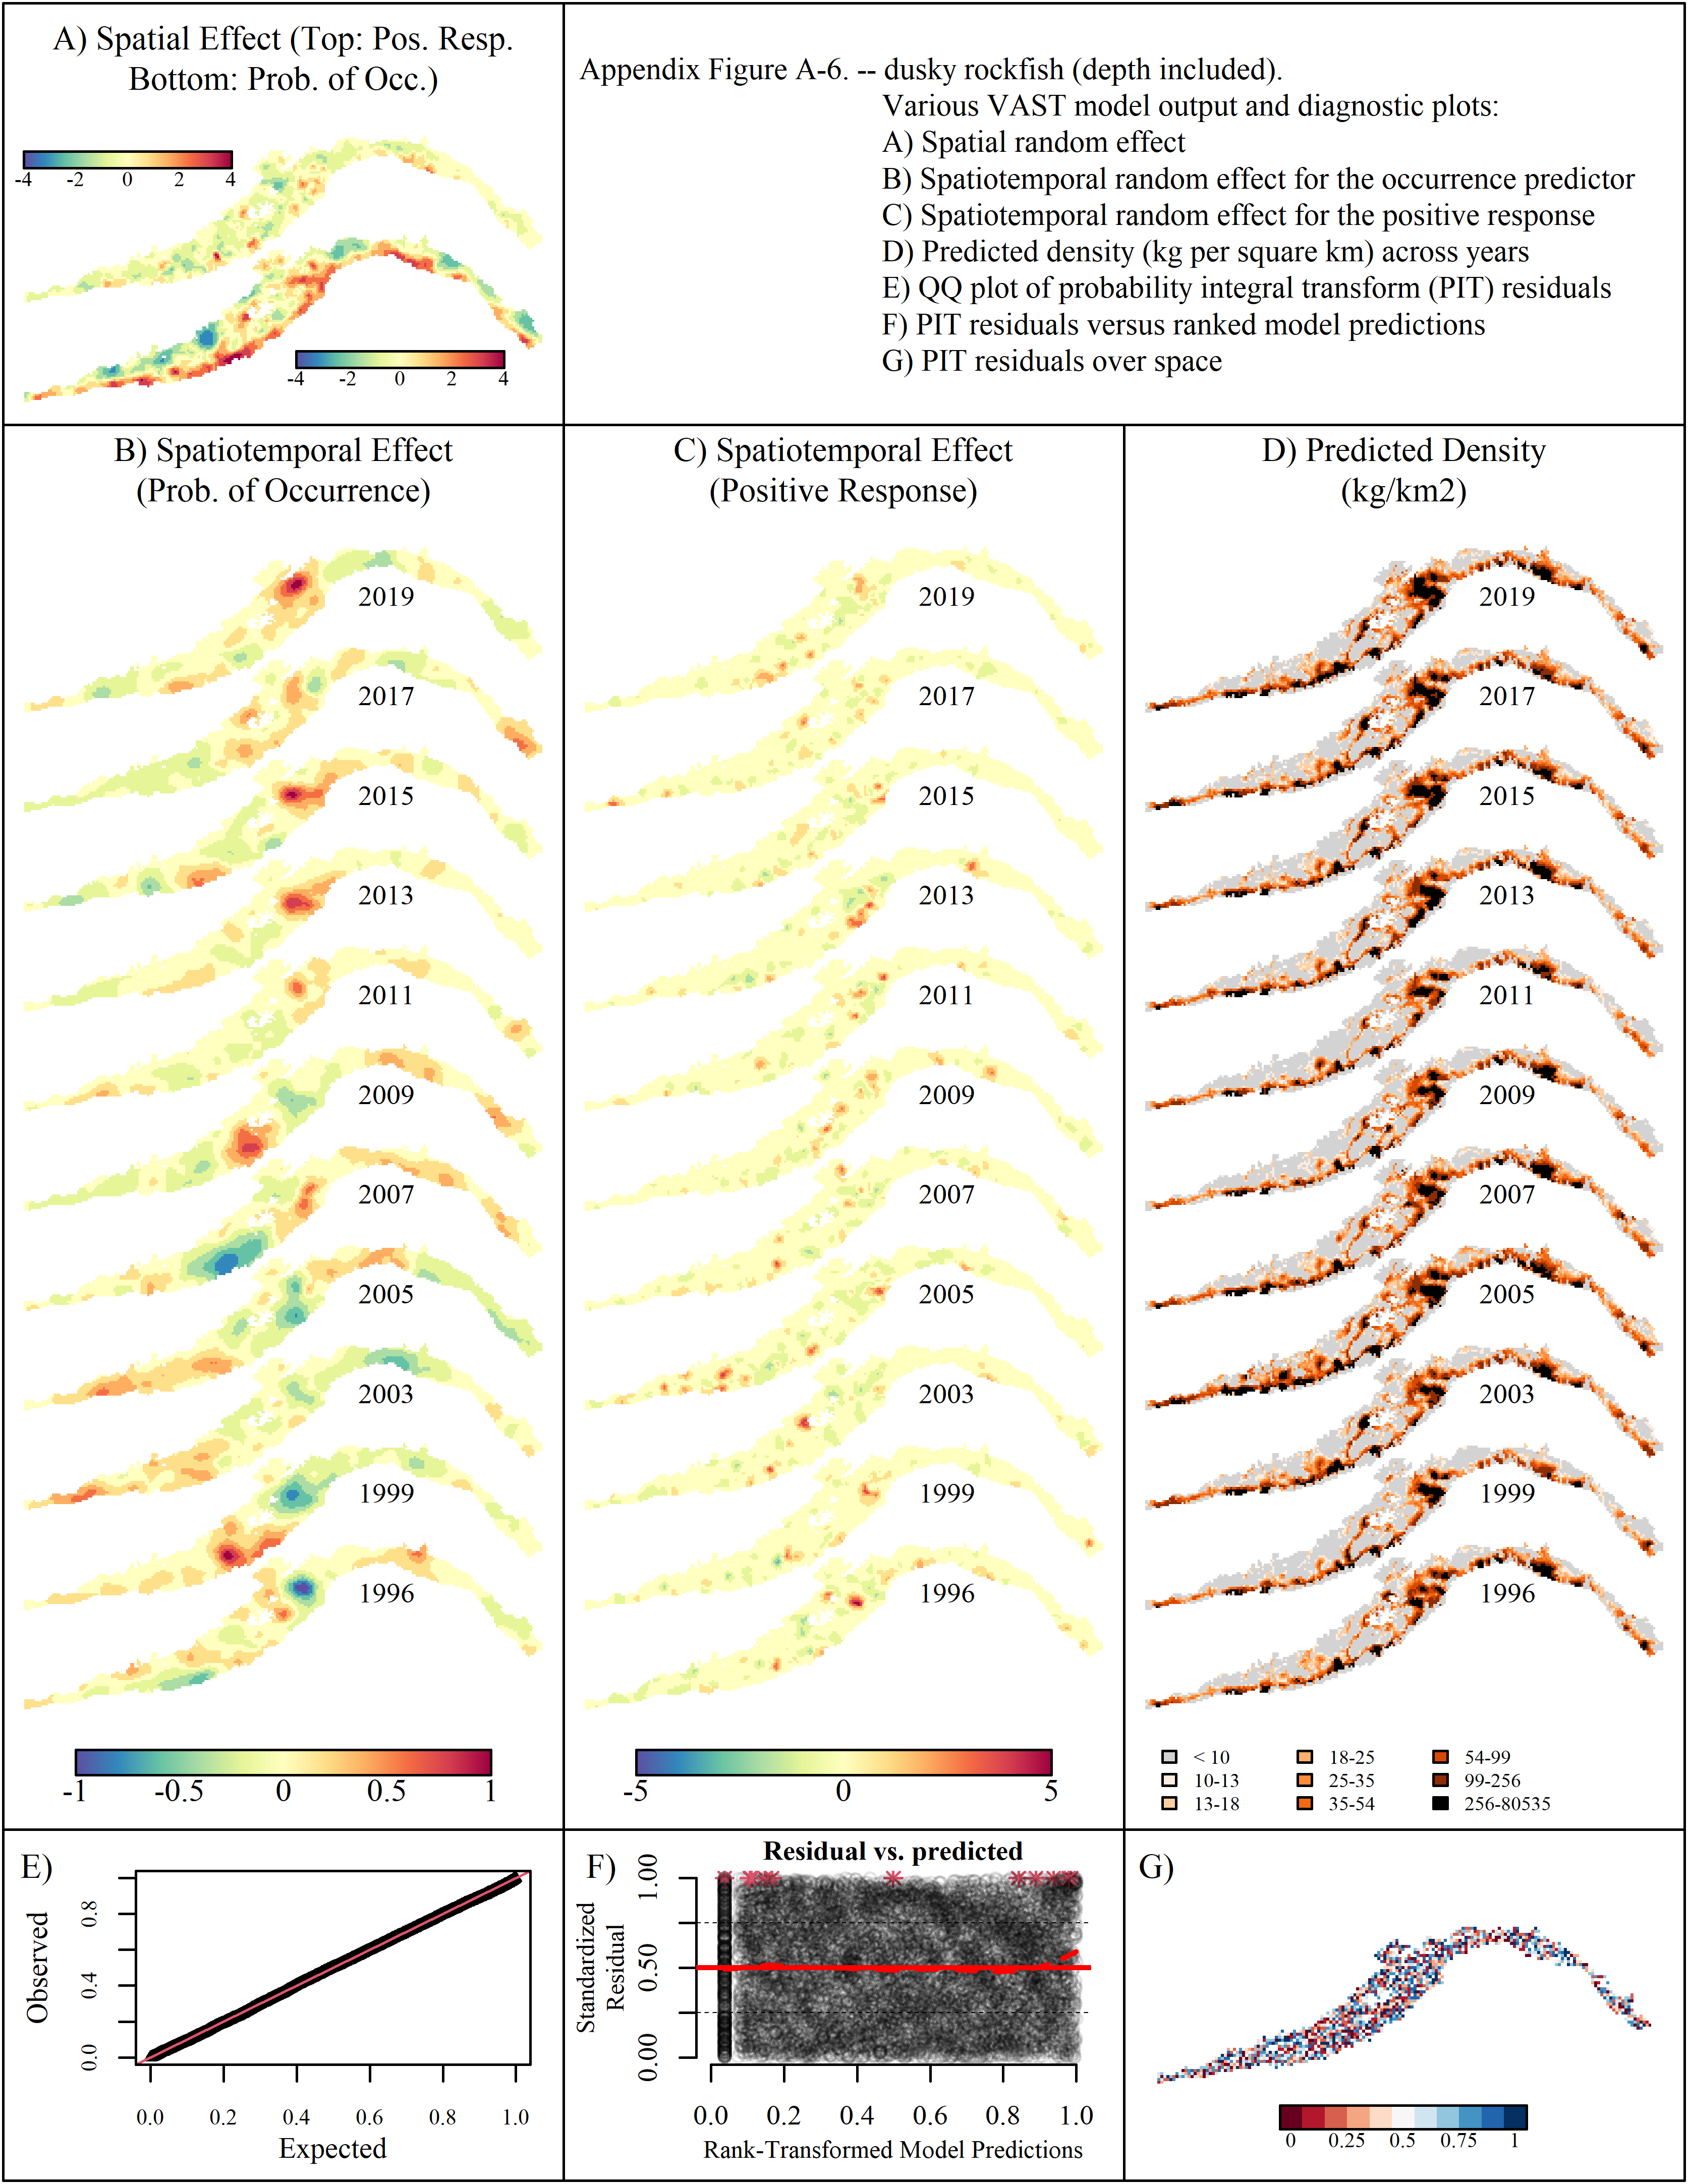 A) Spatial Effect (Top: Pos. Resp.
Bottom: Prob. of Occ.)
-4 -2 0 2 4
-4 -2 0 2 4
Appendix Figure A-6. -- dusky rockfish (depth included).
Various VAST model output and diagnostic plots:
A) Spatial random effect
B) Spatiotemporal random effect for the occurrence predictor
C) Spatiotemporal random effect for the positive response
D) Predicted density (kg per square km) across years
E) QQ plot of probability integral transform (PIT) residuals
F) PIT residuals versus ranked model predictions
G) PIT residuals over space
B) Spatiotemporal Effect
(Prob. of Occurrence)
2019
2017
2015
2013
2011
2009
2007
2005
2003
1999
1996
-1 -0.5 0 0.5 1
C) Spatiotemporal Effect
(Positive Response)
2019
2017
2015
2013
2011
2009
2007
2005
2003
1999
1996
-5 0 5
D) Predicted Density
(kg/km2)
2019
2017
2015
2013
2011
2009
2007
2005
2003
1999
1996
< 10 18-25 54-99
10-13 25-35 99-256
13-18 35-54 256-80535
E)
Observed
0.0 0.4 0.8
0.0 0.2 0.4 0.6 0.8 1.0
Expected
F)
Residual vs. predicted
Standardized
Residual
0.00 0.50 1.00
0.0 0.2 0.4 0.6 0.8 1.0
Rank-Transformed Model Predictions
G)
0 0.25 0.5 0.75 1